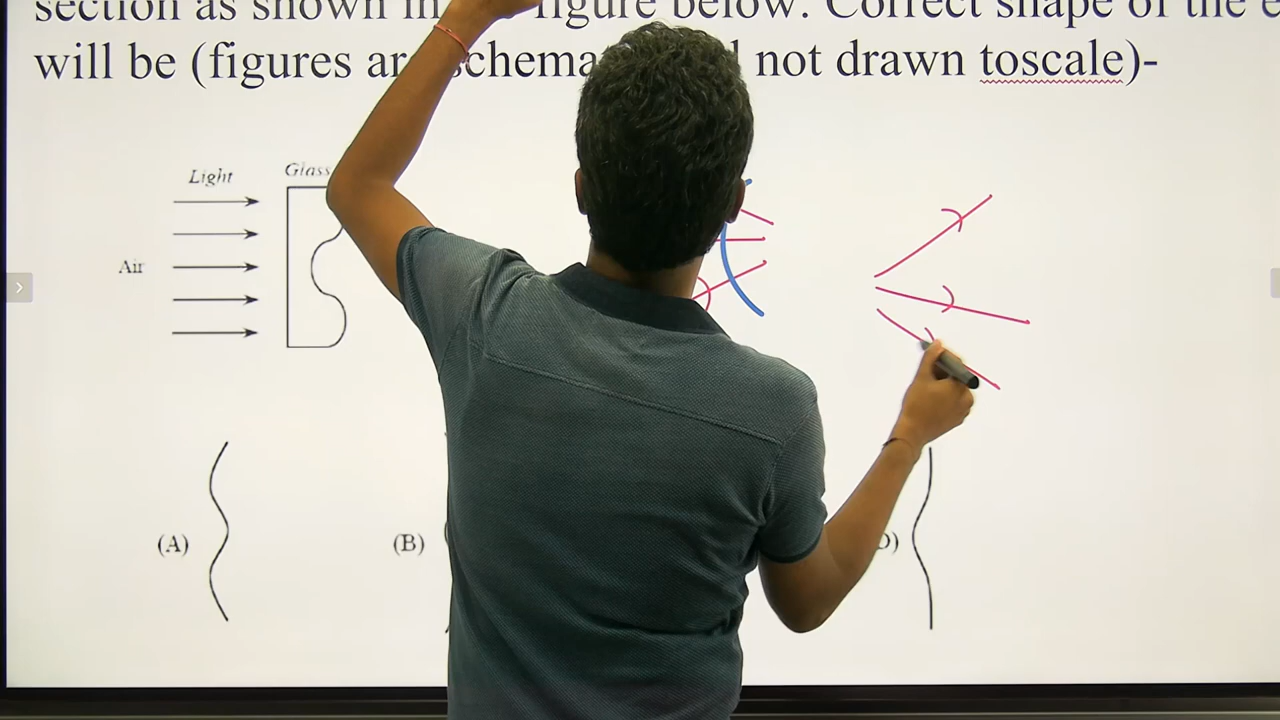 section as shown in figure below. Correct shape of the
will be (figures are schema not drawn toscale)-
Light
Glass
Air
(A)
(B)